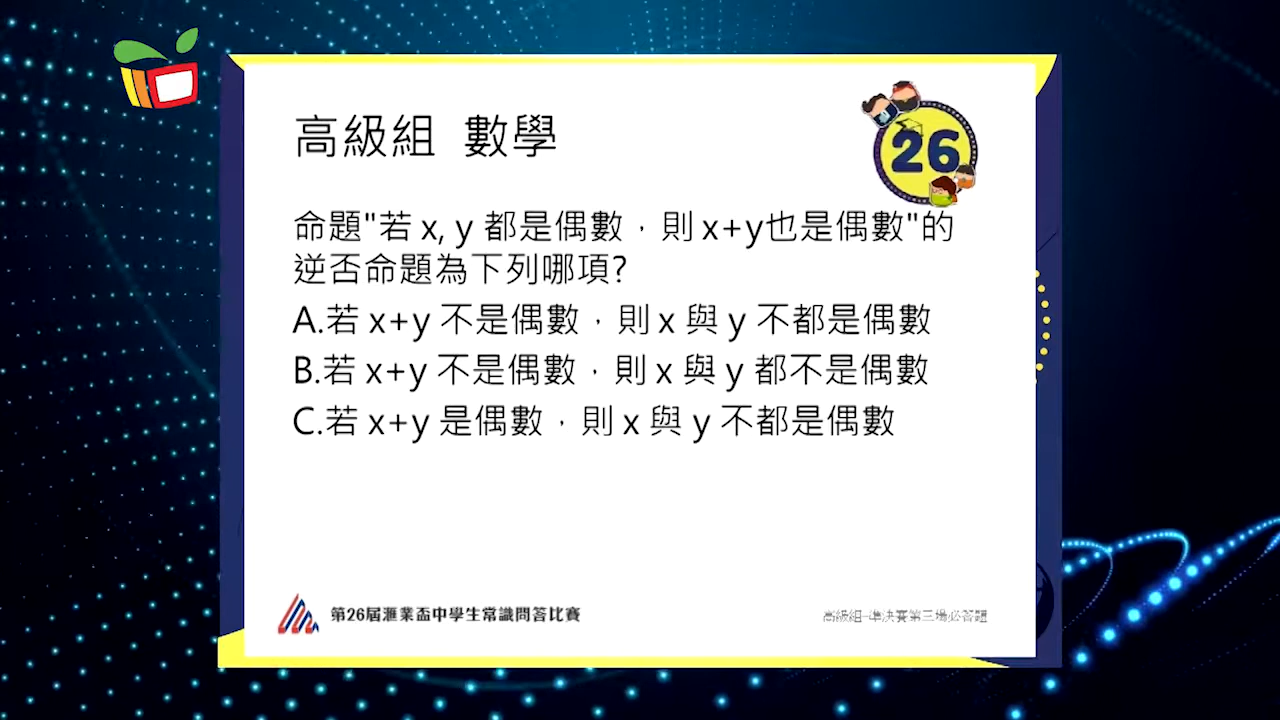 高級組 數學
26
命題"若 x, y 都是偶數，則 x+y也是偶數"的
逆否命題為下列哪項?
A.若 x+y 不是偶數，則 x 與 y 不都是偶數
B.若 x+y 不是偶數，則 x 與 y 都不是偶數
C.若 x+y 是偶數，則 x 與 y 不都是偶數
第26屆滙業盃中學生常識問答比賽
高級組-準決賽第三場必答題